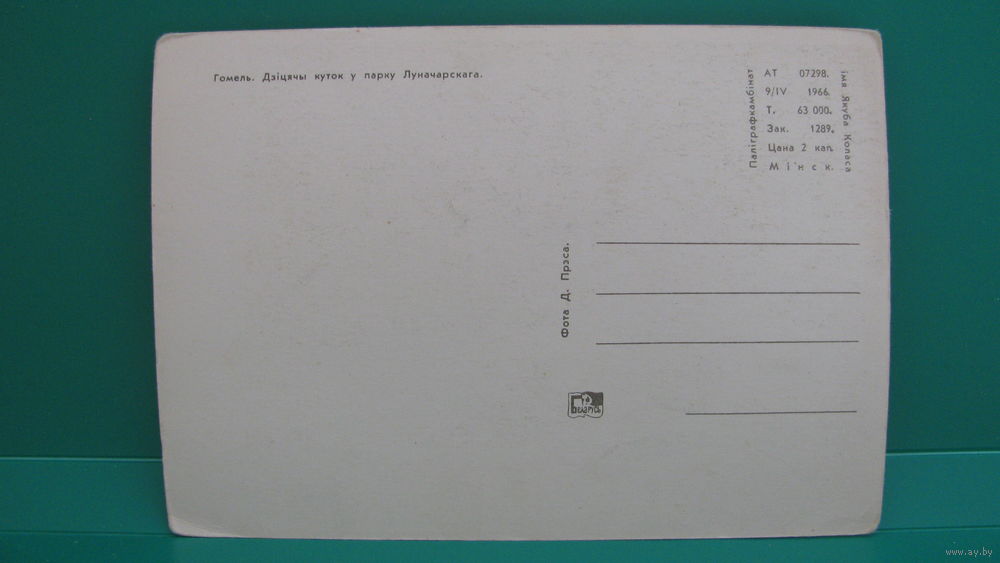 Гомель. Дзіцячы куток у парку Луначарскага.
Паліграфкамбінат
АТ 07298.
9/IV 1966.
Т. 63 000.
Зак. 1289.
Цана 2 кап.
Мінск.
імя Якуба Коласа
Фота Д. Прэса.
Беларусь
www.ay.by